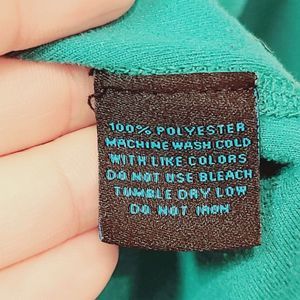 100% POLYESTER
MACHINE WASH COLD
WITH LIKE COLORS
DO NOT USE BLEACH
TUMBLE DRY LOW
DO NOT IRON